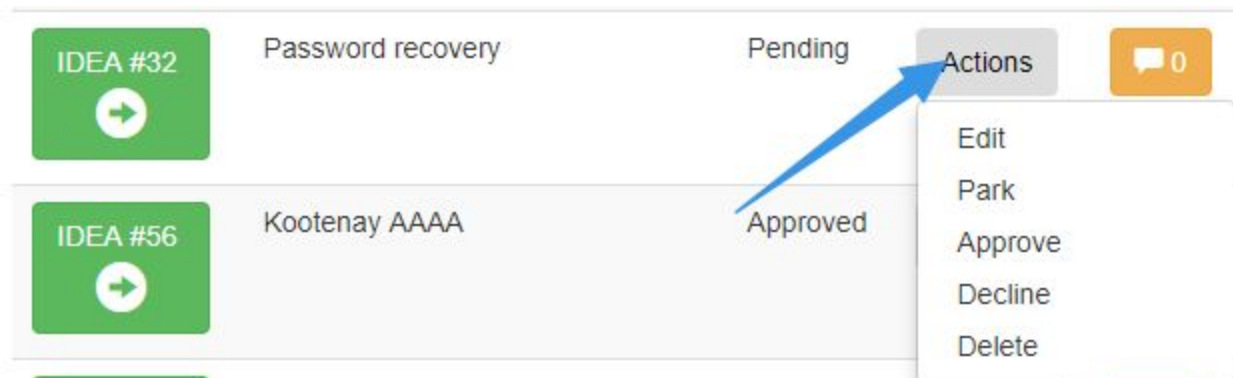 IDEA #32 Password recovery Pending Actions 0
Edit
Park
IDEA #56 Kootenay AAAA Approved
Approve
Decline
Delete